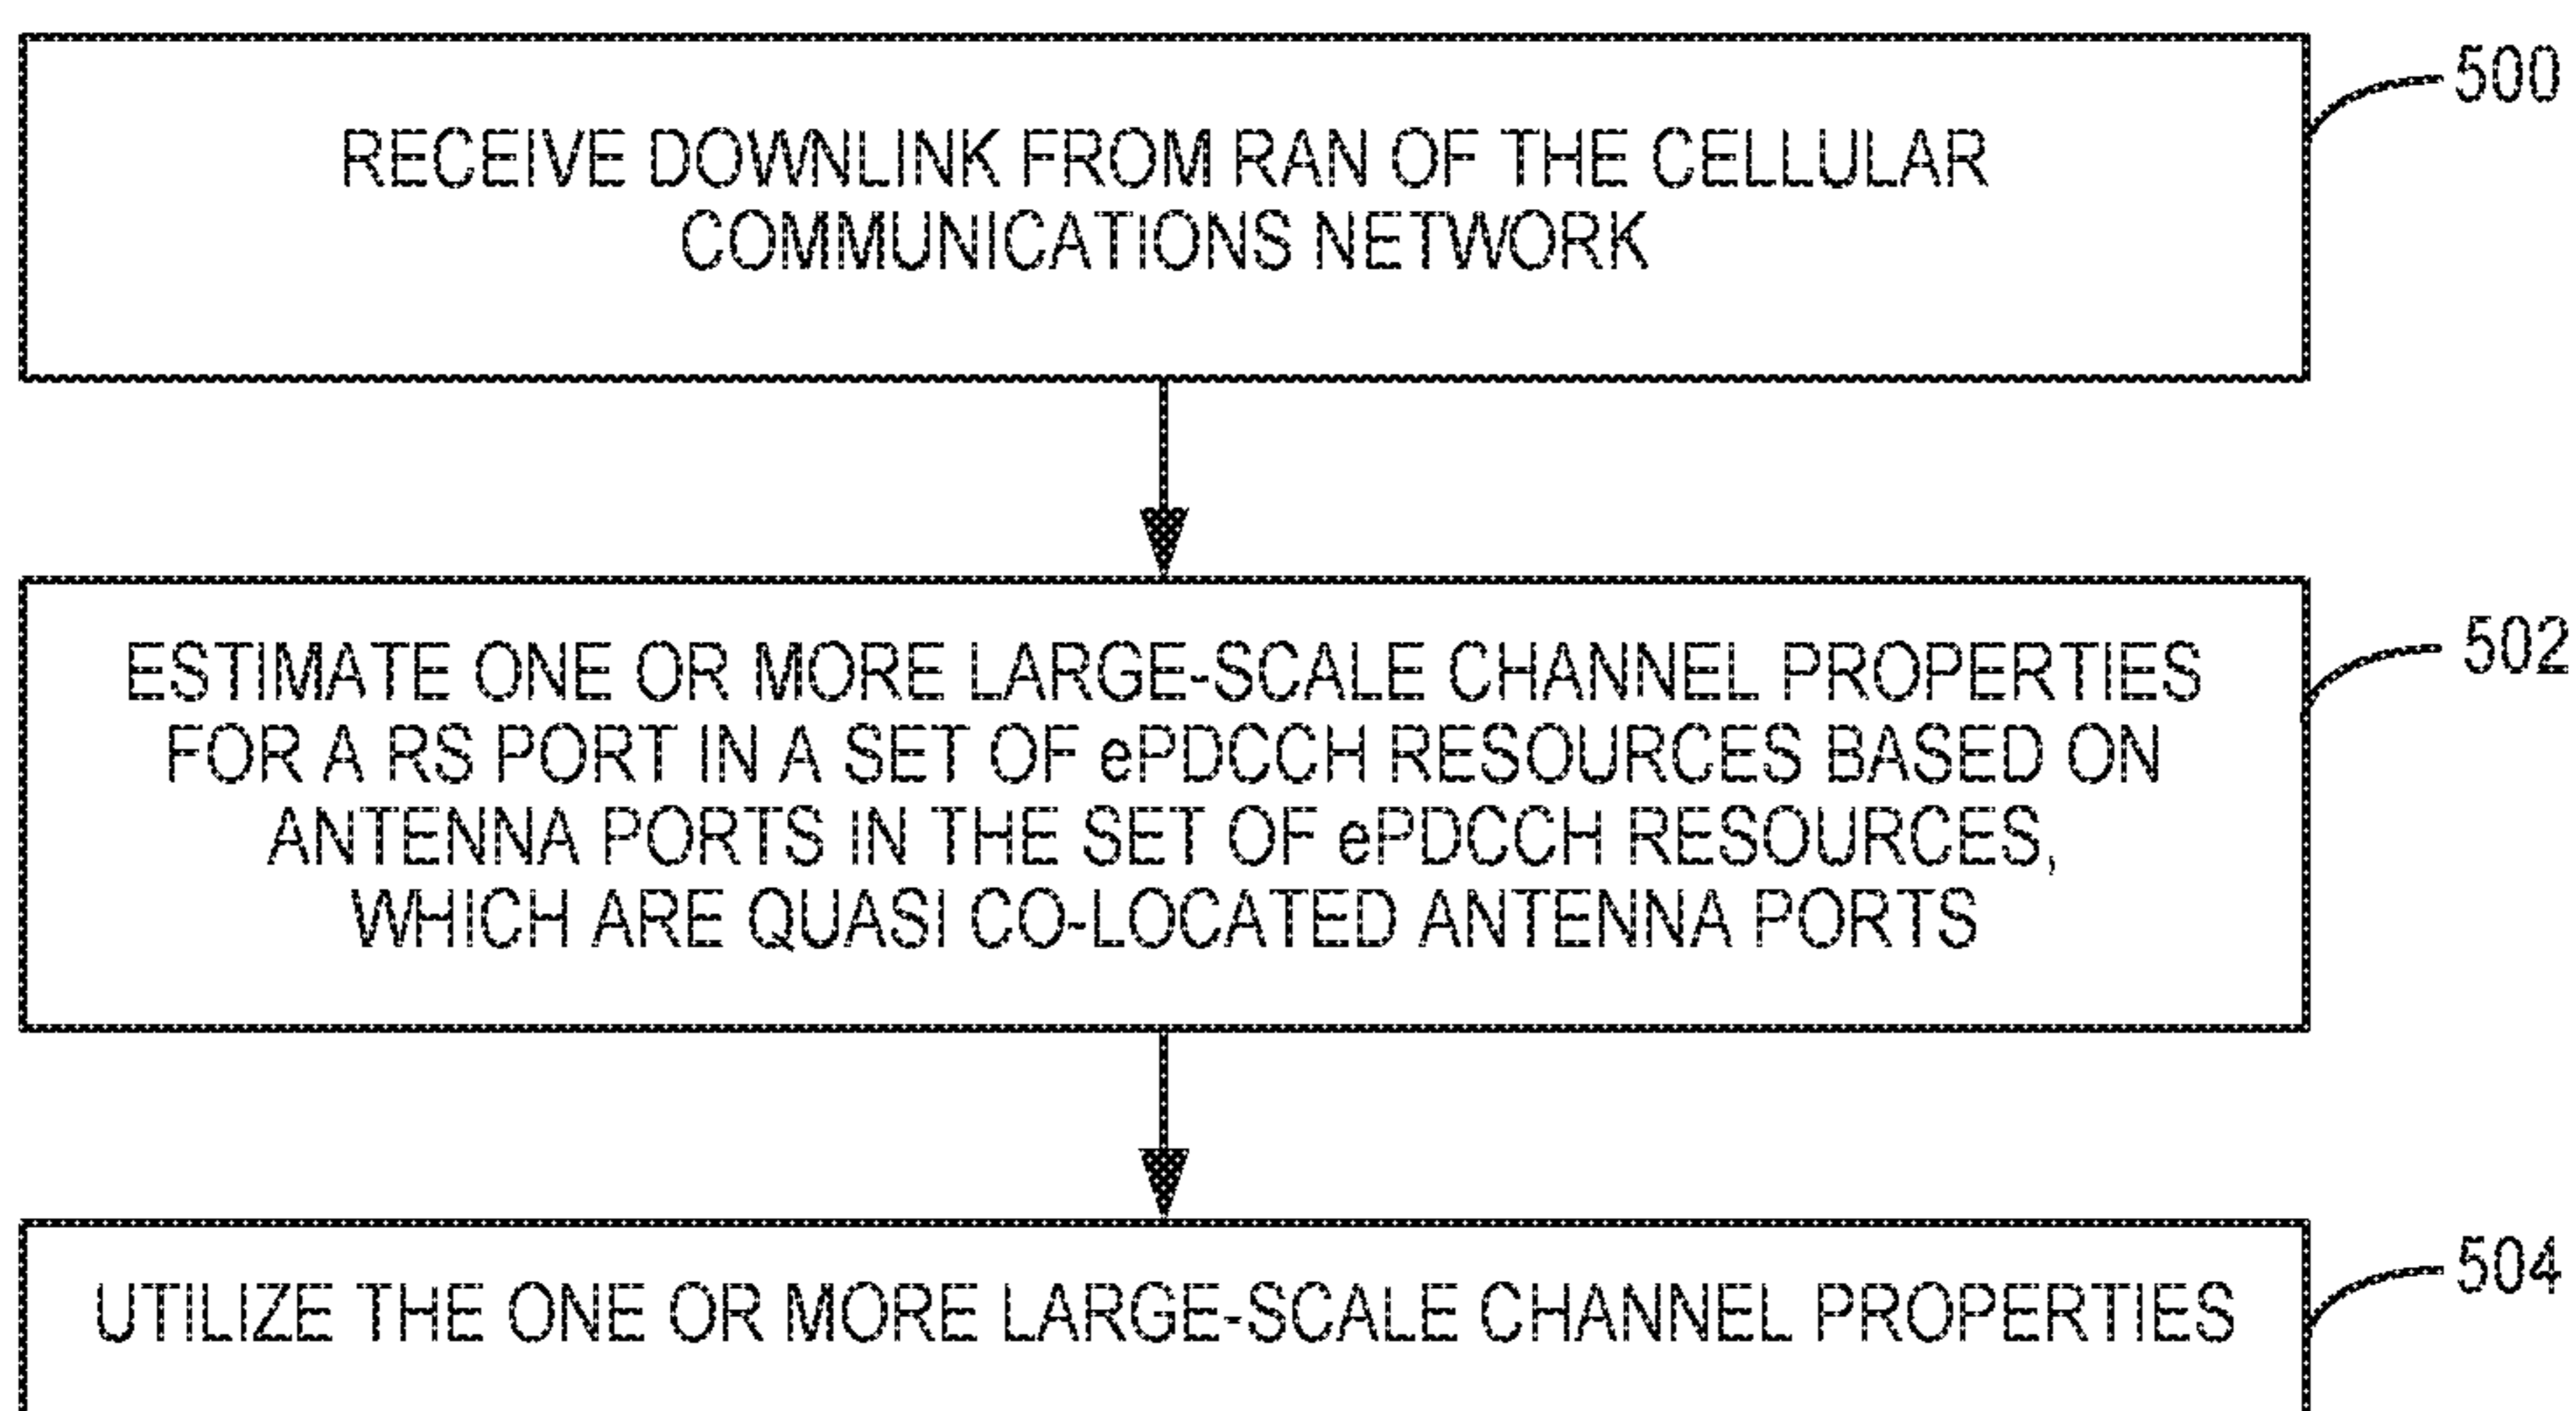 RECEIVE DOWNLINK FROM RAN OF THE CELLULAR
COMMUNICATIONS NETWORK
500
ESTIMATE ONE OR MORE LARGE-SCALE CHANNEL PROPERTIES
FOR A RS PORT IN A SET OF ePDCCH RESOURCES BASED ON
ANTENNA PORTS IN THE SET OF ePDCCH RESOURCES,
WHICH ARE QUASI CO-LOCATED ANTENNA PORTS
502
UTILIZE THE ONE OR MORE LARGE-SCALE CHANNEL PROPERTIES
504